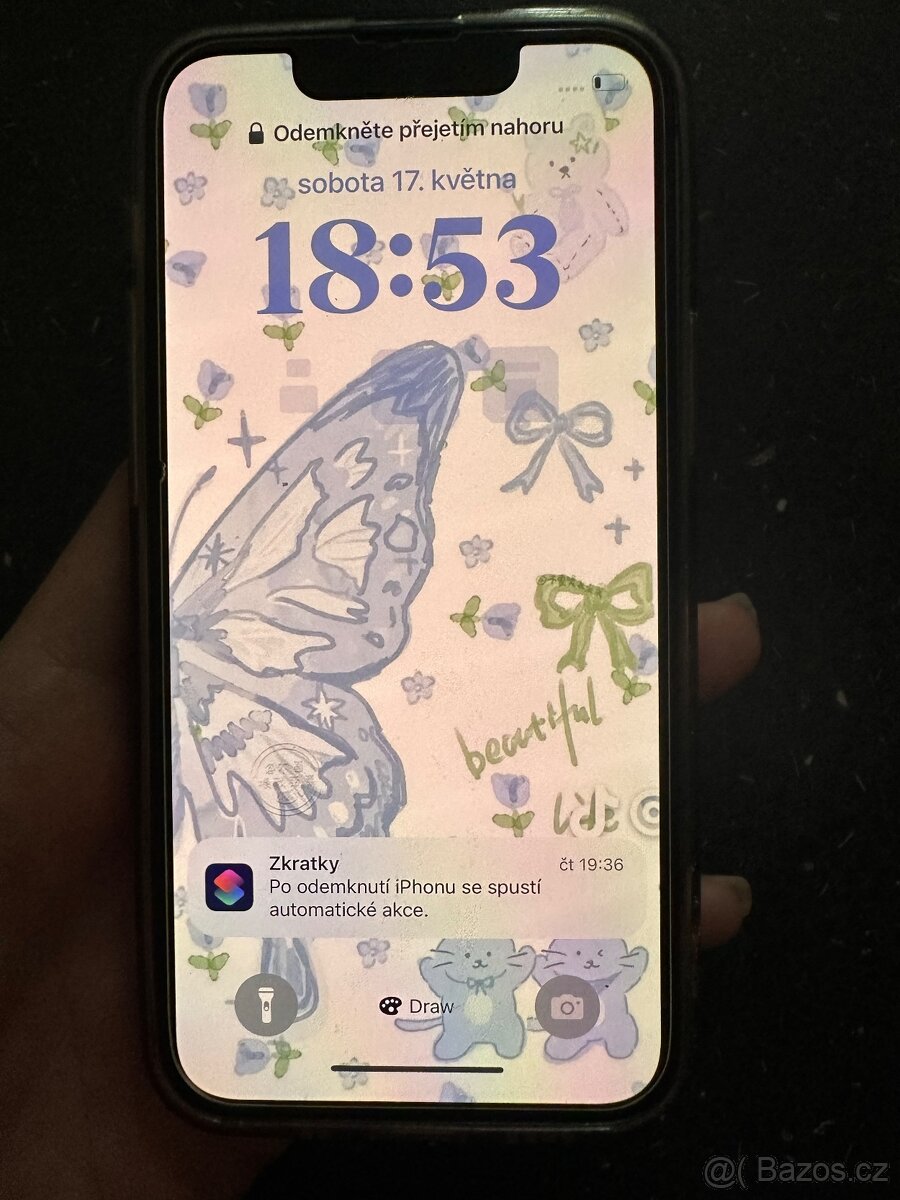 Odemkněte přejetím nahoru
sobota 17. května
18:53
beautiful
Zkratky
čt 19:36
Po odemknutí iPhonu se spustí
automatické akce.
Draw
@( Bazos.cz